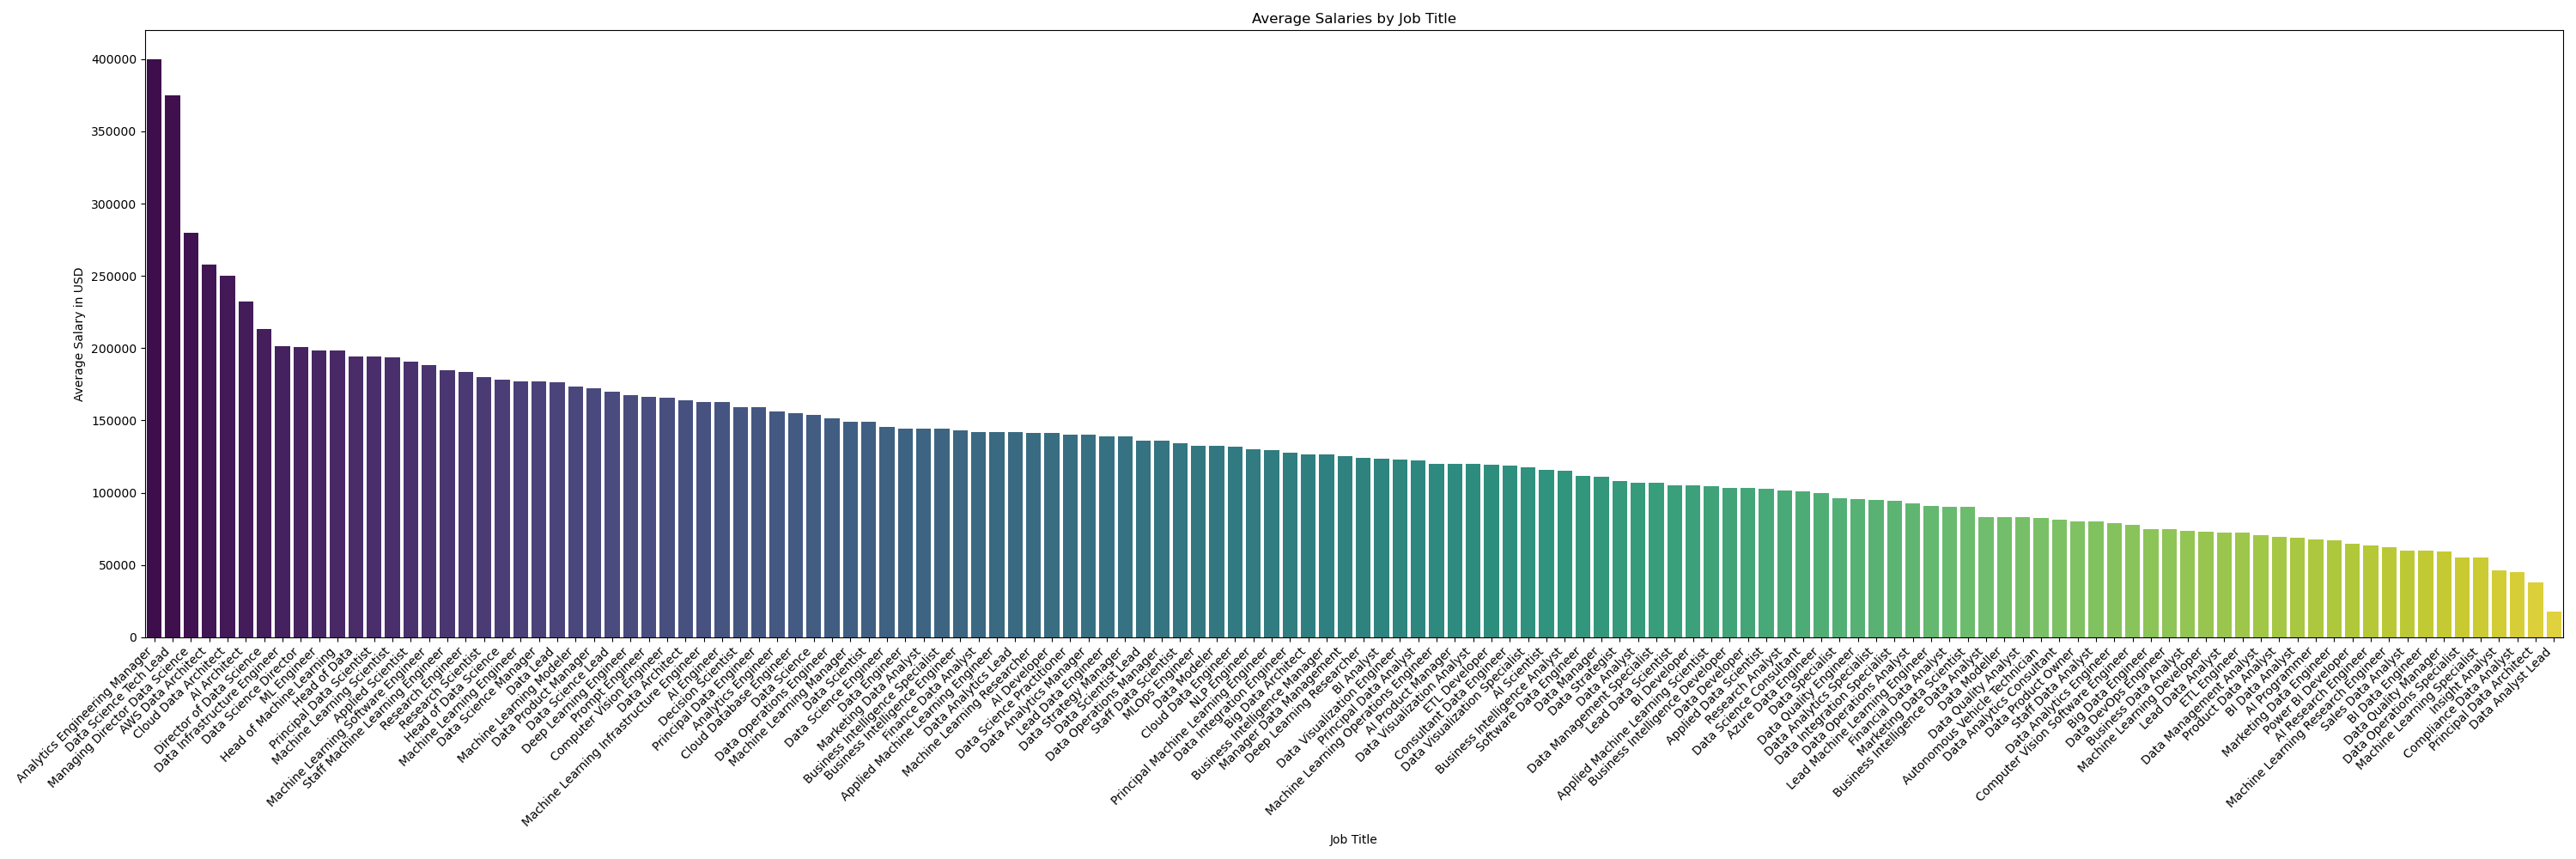 Average Salaries by Job Title
Average Salary in USD
400000
350000
300000
250000
200000
150000
100000
50000
0
Analytics Engineering Manager
Data Science Tech Lead
Managing Director Data Science
AWS Data Architect
Cloud Data Architect
AI Architect
Director of Data Science
Data Infrastructure Engineer
Data Science Director
ML Engineer
Head of Machine Learning
Head of Data
Principal Data Scientist
Machine Learning Scientist
Applied Scientist
Machine Learning Software Engineer
Staff Machine Learning Engineer
Research Engineer
Research Scientist
Head of Data Science
Machine Learning Engineer
Data Science Manager
Data Lead
Machine Learning Modeler
Data Product Manager
Data Science Lead
Deep Learning Engineer
Prompt Engineer
Computer Vision Engineer
Data Architect
Machine Learning Infrastructure Engineer
AI Engineer
Decision Scientist
Principal Data Engineer
Analytics Engineer
Cloud Database Engineer
Data Science
Data Operations Engineer
Machine Learning Manager
Data Scientist
Data Science Engineer
Data Engineer
Marketing Data Analyst
Business Intelligence Specialist
Business Intelligence Engineer
Finance Data Analyst
Applied Machine Learning Engineer
Data Analytics Lead
Machine Learning Researcher
AI Developer
Data Science Practitioner
Data Analytics Manager
Lead Data Engineer
Data Strategy Manager
Data Scientist Lead
Data Operations Manager
Staff Data Scientist
MLOps Engineer
Data Modeler
Cloud Data Engineer
NLP Engineer
Principal Machine Learning Engineer
Data Integration Engineer
Big Data Architect
Business Intelligence Manager
Manager Data Management
Deep Learning Researcher
BI Analyst
Data Visualization Engineer
Principal Data Analyst
Machine Learning Operations Engineer
AI Product Manager
Data Visualization Analyst
ETL Developer
Consultant Data Engineer
Data Visualization Specialist
AI Scientist
Business Intelligence Analyst
Software Data Engineer
Data Manager
Data Strategist
Data Analyst
Data Management Specialist
Lead Data Scientist
BI Developer
Applied Machine Learning Scientist
Business Intelligence Developer
Data Developer
Applied Data Scientist
Research Analyst
Data Science Consultant
Azure Data Engineer
Data Specialist
Data Quality Engineer
Data Analytics Specialist
Data Integration Specialist
Data Operations Analyst
Lead Machine Learning Engineer
Financial Data Analyst
Marketing Data Scientist
Business Intelligence Data Analyst
Data Modeller
Data Quality Analyst
Autonomous Vehicle Technician
Data Analytics Consultant
Data Product Owner
Staff Data Analyst
Data Analytics Engineer
Computer Vision Software Engineer
Big Data Engineer
Data DevOps Engineer
Business Data Analyst
Machine Learning Developer
Lead Data Analyst
ETL Engineer
Data Management Analyst
Product Data Analyst
BI Data Analyst
AI Programmer
Marketing Data Engineer
Power BI Developer
AI Research Engineer
Machine Learning Research Engineer
Sales Data Analyst
BI Data Engineer
Data Quality Manager
Data Operations Specialist
Machine Learning Specialist
Insight Analyst
Compliance Data Analyst
Principal Data Architect
Data Analyst Lead
Job Title